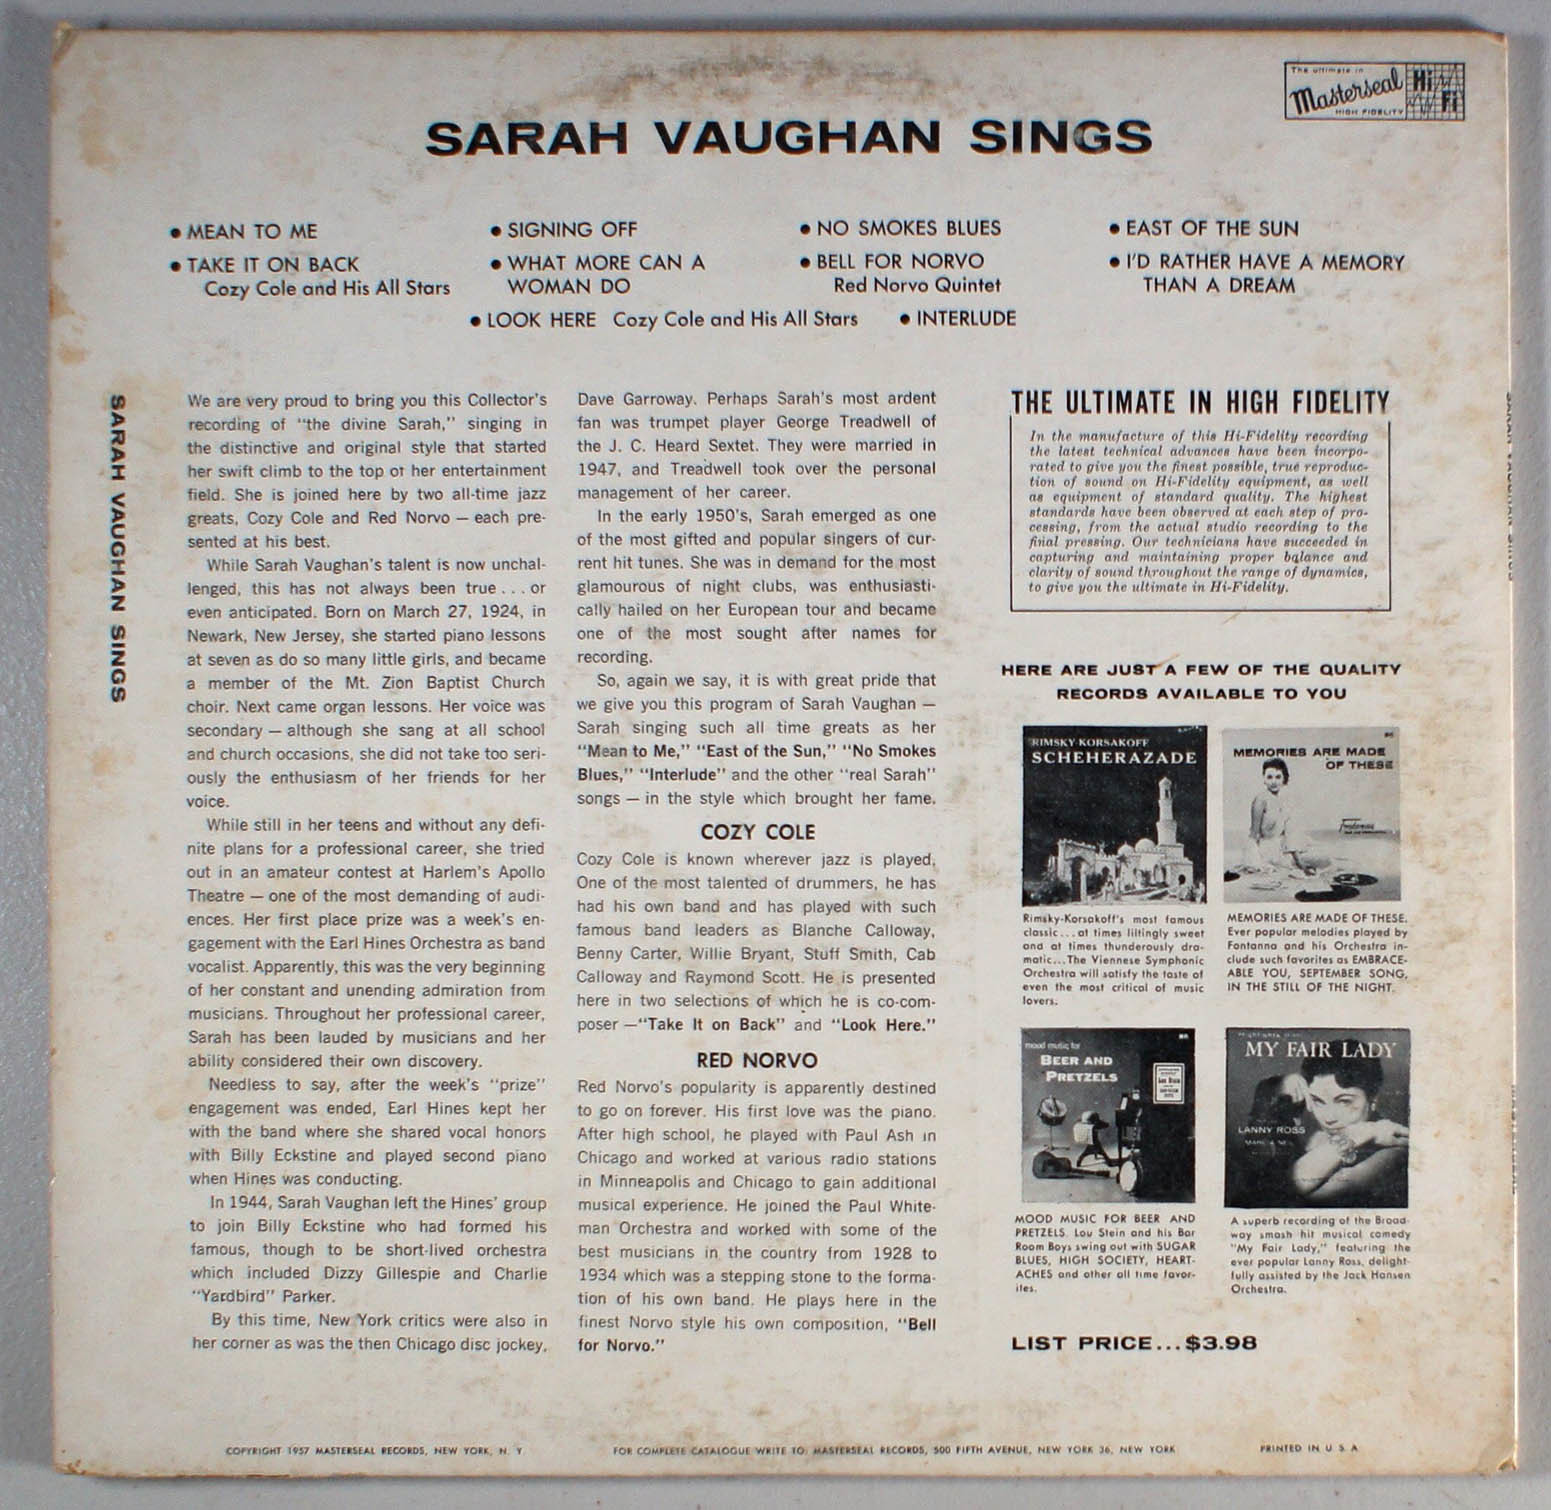 The ultimate in
Masterseal
HIGH FIDELITY
Hi
Fi
SARAH VAUGHAN SINGS
• MEAN TO ME
• TAKE IT ON BACK
Cozy Cole and His All Stars
• SIGNING OFF
• WHAT MORE CAN A
WOMAN DO
• NO SMOKES BLUES
• BELL FOR NORVO
Red Norvo Quintet
• EAST OF THE SUN
• I'D RATHER HAVE A MEMORY
THAN A DREAM
• LOOK HERE Cozy Cole and His All Stars
• INTERLUDE
SARAH VAUGHAN SINGS
We are very proud to bring you this Collector's
recording of "the divine Sarah," singing in
the distinctive and original style that started
her swift climb to the top of her entertainment
field. She is joined here by two all-time jazz
greats, Cozy Cole and Red Norvo — each pre-
sented at his best.
While Sarah Vaughan's talent is now unchal-
lenged, this has not always been true . . . or
even anticipated. Born on March 27, 1924, in
Newark, New Jersey, she started piano lessons
at seven as do so many little girls, and became
a member of the Mt. Zion Baptist Church
choir. Next came organ lessons. Her voice was
secondary — although she sang at all school
and church occasions, she did not take too seri-
ously the enthusiasm of her friends for her
voice.
While still in her teens and without any defi-
nite plans for a professional career, she tried
out in an amateur contest at Harlem's Apollo
Theatre — one of the most demanding of audi-
ences. Her first place prize was a week's en-
gagement with the Earl Hines Orchestra as band
vocalist. Apparently, this was the very beginning
of her constant and unending admiration from
musicians. Throughout her professional career,
Sarah has been lauded by musicians and her
ability considered their own discovery.
Needless to say, after the week's "prize"
engagement was ended, Earl Hines kept her
with the band where she shared vocal honors
with Billy Eckstine and played second piano
when Hines was conducting.
In 1944, Sarah Vaughan left the Hines' group
to join Billy Eckstine who had formed his
famous, though to be short-lived orchestra
which included Dizzy Gillespie and Charlie
"Yardbird" Parker.
By this time, New York critics were also in
her corner as was the then Chicago disc jockey,
Dave Garroway. Perhaps Sarah's most ardent
fan was trumpet player George Treadwell of
the J. C. Heard Sextet. They were married in
1947, and Treadwell took over the personal
management of her career.
In the early 1950's, Sarah emerged as one
of the most gifted and popular singers of cur-
rent hit tunes. She was in demand for the most
glamourous of night clubs, was enthusiasti-
cally hailed on her European tour and became
one of the most sought after names for
recording.
So, again we say, it is with great pride that
we give you this program of Sarah Vaughan —
Sarah singing such all time greats as her
"Mean to Me," "East of the Sun," "No Smokes
Blues," "Interlude" and the other "real Sarah"
songs — in the style which brought her fame.
COZY COLE
Cozy Cole is known wherever jazz is played.
One of the most talented of drummers, he has
had his own band and has played with such
famous band leaders as Blanche Calloway,
Benny Carter, Willie Bryant, Stuff Smith, Cab
Calloway and Raymond Scott. He is presented
here in two selections of which he is co-com-
poser —"Take It on Back" and "Look Here."
RED NORVO
Red Norvo's popularity is apparently destined
to go on forever. His first love was the piano.
After high school, he played with Paul Ash in
Chicago and worked at various radio stations
in Minneapolis and Chicago to gain additional
musical experience. He joined the Paul White-
man Orchestra and worked with some of the
best musicians in the country from 1928 to
1934 which was a stepping stone to the forma-
tion of his own band. He plays here in the
finest Norvo style his own composition, "Bell
for Norvo."
THE ULTIMATE IN HIGH FIDELITY
In the manufacture of this Hi-Fidelity recording
the latest technical advances have been incorpo-
rated to give you the finest possible, true reproduc-
tion of sound on Hi-Fidelity equipment, as well
as equipment of standard quality. The highest
standards have been observed at each step of pro-
cessing, from the actual studio recording to the
final pressing. Our technicians have succeeded in
capturing and maintaining proper balance and
clarity of sound throughout the range of dynamics,
to give you the ultimate in Hi-Fidelity.
HERE ARE JUST A FEW OF THE QUALITY
RECORDS AVAILABLE TO YOU
RIMSKY-KORSAKOFF
SCHEHERAZADE
MEMORIES ARE MADE
OF THESE
Rimsky-Korsakoff's most famous
classic...at times liltingly sweet
and at times thunderously dra-
matic...The Viennese Symphonic
Orchestra will satisfy the taste of
even the most critical of music
lovers.
MEMORIES ARE MADE OF THESE.
Ever popular melodies played by
Fontanna and his Orchestra in-
clude such favorites as EMBRACE-
ABLE YOU, SEPTEMBER SONG,
IN THE STILL OF THE NIGHT.
mood music for
BEER AND
PRETZELS
MY FAIR LADY
LANNY ROSS
MOOD MUSIC FOR BEER AND
PRETZELS. Lou Stein and his Bar
Room Boys swing out with SUGAR
BLUES, HIGH SOCIETY, HEART-
ACHES and other all time favor-
ites.
A superb recording of the Broad-
way smash hit musical comedy
"My Fair Lady," featuring the
ever popular Lanny Ross, delight-
fully assisted by the Jack Hansen
Orchestra.
LIST PRICE...$3.98
COPYRIGHT 1957 MASTERSEAL RECORDS, NEW YORK, N. Y.
FOR COMPLETE CATALOGUE WRITE TO: MASTERSEAL RECORDS, 500 FIFTH AVENUE, NEW YORK 36, NEW YORK
PRINTED IN U S A